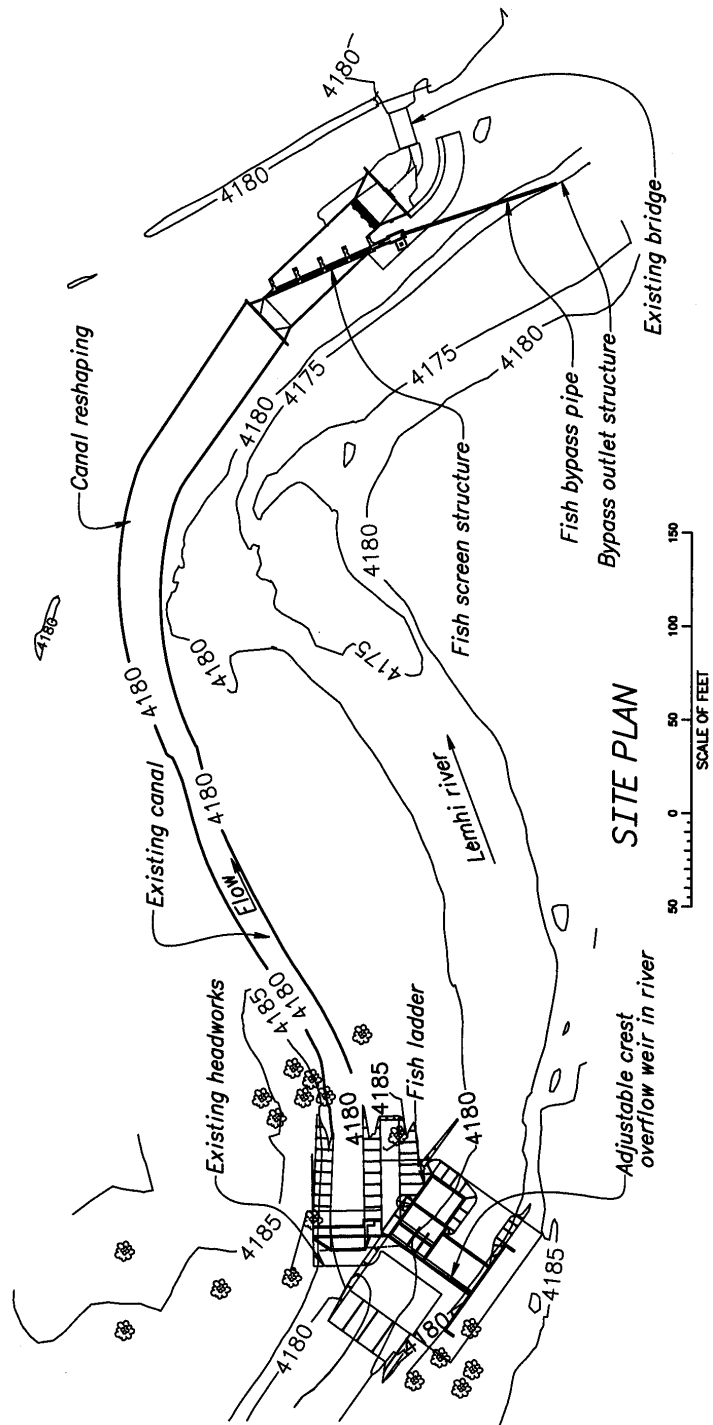 Existing headworks
Existing canal
Canal reshaping
Flow
Fish ladder
Lemhi river
Adjustable crest
overflow weir in river
Fish screen structure
Fish bypass pipe
Bypass outlet structure
Existing bridge
4180
4185
4180
4185
4180
4185
4180
4185
4180
4180
4180
4180
4180
4180
4175
4180
4180
4175
4175
4180
4180
4180
SITE PLAN
50 0 50 100 150
SCALE OF FEET